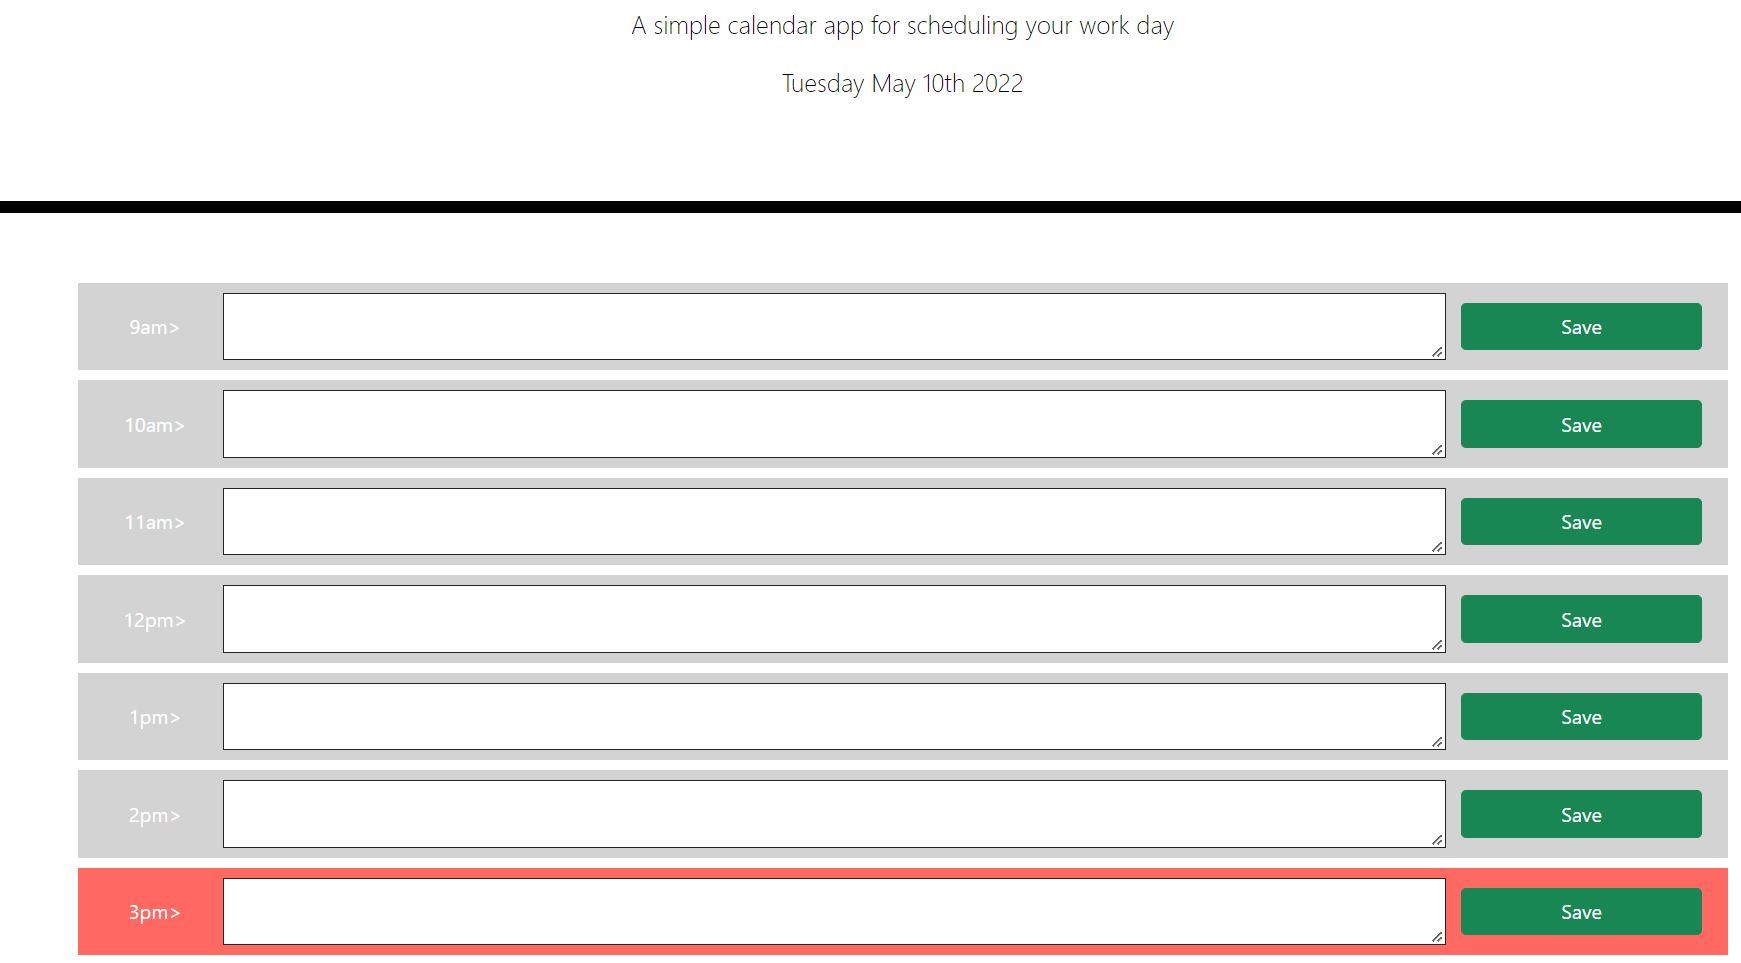 A simple calendar app for scheduling your work day
Tuesday May 10th 2022
9am> Save
10am> Save
11am> Save
12pm> Save
1pm> Save
2pm> Save
3pm> Save